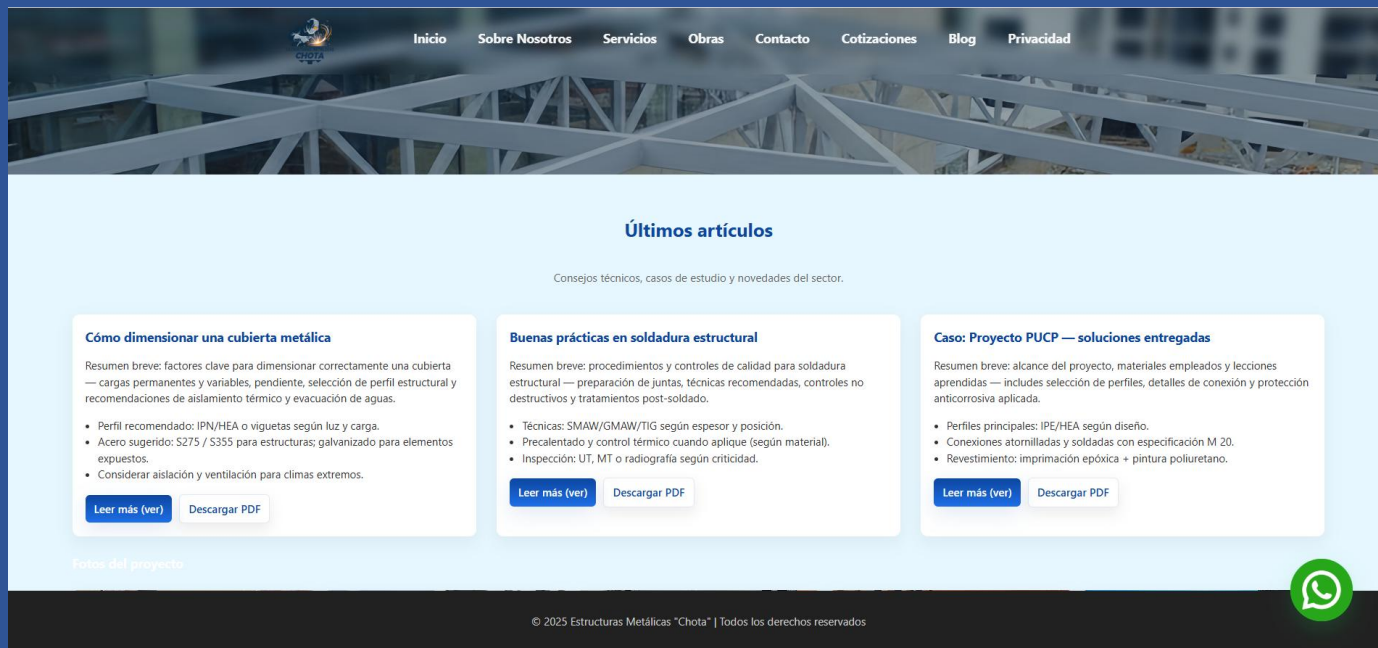 CHOTA
Inicio Sobre Nosotros Servicios Obras Contacto Cotizaciones Blog Privacidad
Últimos artículos
Consejos técnicos, casos de estudio y novedades del sector.
Cómo dimensionar una cubierta metálica
Resumen breve: factores clave para dimensionar correctamente una cubierta
— cargas permanentes y variables, pendiente, selección de perfil estructural y
recomendaciones de aislamiento térmico y evacuación de aguas.
• Perfil recomendado: IPN/HEA o viguetas según luz y carga.
• Acero sugerido: S275 / S355 para estructuras; galvanizado para elementos
expuestos.
• Considerar aislación y ventilación para climas extremos.
Leer más (ver) Descargar PDF
Buenas prácticas en soldadura estructural
Resumen breve: procedimientos y controles de calidad para soldadura
estructural — preparación de juntas, técnicas recomendadas, controles no
destructivos y tratamientos post-soldado.
• Técnicas: SMAW/GMAW/TIG según espesor y posición.
• Precalentado y control térmico cuando aplique (según material).
• Inspección: UT, MT o radiografía según criticidad.
Leer más (ver) Descargar PDF
Caso: Proyecto PUCP — soluciones entregadas
Resumen breve: alcance del proyecto, materiales empleados y lecciones
aprendidas — includes selección de perfiles, detalles de conexión y protección
anticorrosiva aplicada.
• Perfiles principales: IPE/HEA según diseño.
• Conexiones atornilladas y soldadas con especificación M 20.
• Revestimiento: imprimación epóxica + pintura poliuretano.
Leer más (ver) Descargar PDF
Fotos del proyecto
© 2025 Estructuras Metálicas "Chota" | Todos los derechos reservados